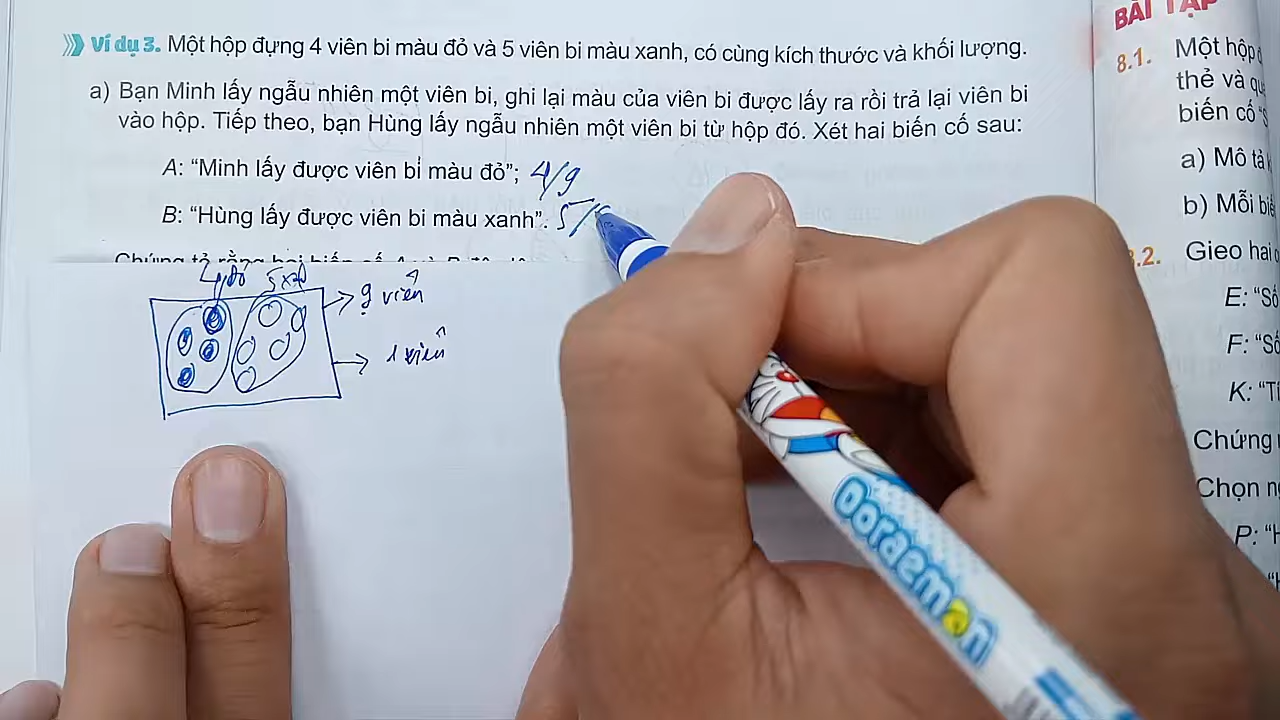 Ví dụ 3. Một hộp đựng 4 viên bi màu đỏ và 5 viên bi màu xanh, có cùng kích thước và khối lượng.
a) Bạn Minh lấy ngẫu nhiên một viên bi, ghi lại màu của viên bi được lấy ra rồi trả lại viên bi
vào hộp. Tiếp theo, bạn Hùng lấy ngẫu nhiên một viên bi từ hộp đó. Xét hai biến cố sau:
A: “Minh lấy được viên bi màu đỏ”; 4/9
B: “Hùng lấy được viên bi màu xanh”. 5/
4 đỏ
9 viên
1 viên
BÀI TẬP
8.1. Một hộp
thẻ và
biến cố
a) Mô tả
b) Mỗi
.2. Gieo hai
E: “Số
F: “Số
K:
Chứng
Chọn
P:
Doraemon